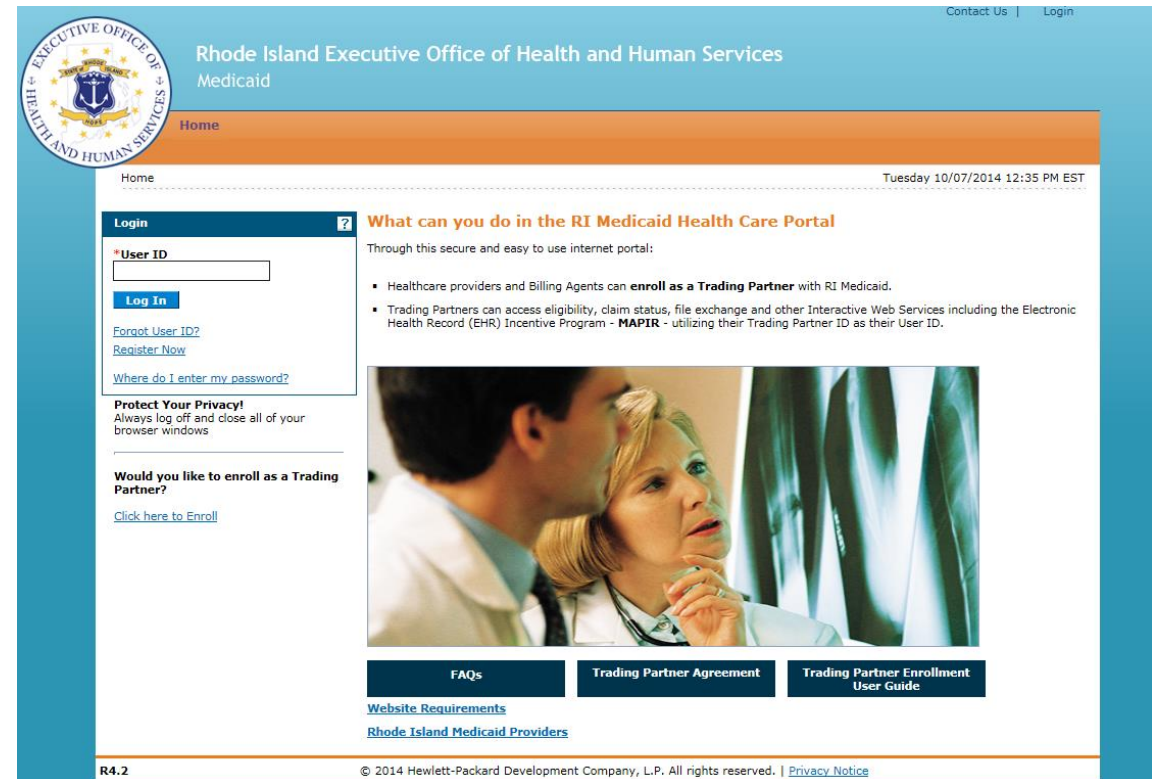 Contact Us | Login
EXECUTIVE OFFICE OF
HEALTH AND HUMAN SERVICES
STATE OF RHODE ISLAND
HOPE
Rhode Island Executive Office of Health and Human Services
Medicaid
Home
Home
Tuesday 10/07/2014 12:35 PM EST
Login
?
*User ID
Log In
Forgot User ID?
Register Now
Where do I enter my password?
Protect Your Privacy!
Always log off and close all of your
browser windows
Would you like to enroll as a Trading
Partner?
Click here to Enroll
What can you do in the RI Medicaid Health Care Portal
Through this secure and easy to use internet portal:
▪ Healthcare providers and Billing Agents can enroll as a Trading Partner with RI Medicaid.
▪ Trading Partners can access eligibility, claim status, file exchange and other Interactive Web Services including the Electronic
Health Record (EHR) Incentive Program - MAPIR - utilizing their Trading Partner ID as their User ID.
FAQs
Trading Partner Agreement
Trading Partner Enrollment
User Guide
Website Requirements
Rhode Island Medicaid Providers
R4.2
© 2014 Hewlett-Packard Development Company, L.P. All rights reserved. | Privacy Notice